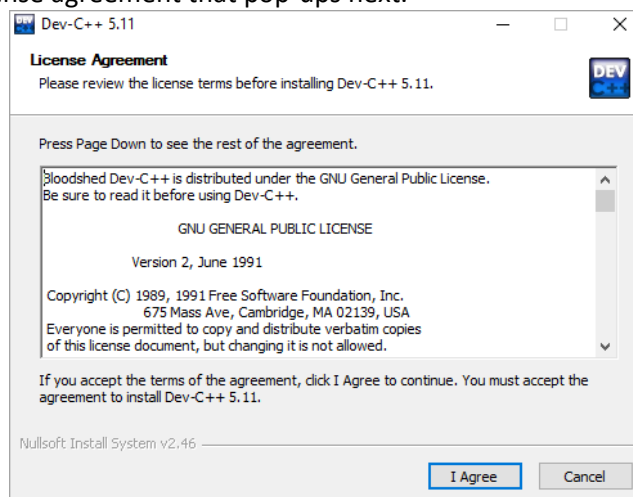 nse agreement that pop-ups next.
Dev-C++ 5.11
License Agreement
Please review the license terms before installing Dev-C++ 5.11.
DEV
C++
Press Page Down to see the rest of the agreement.
Bloodshed Dev-C++ is distributed under the GNU General Public License.
Be sure to read it before using Dev-C++.
GNU GENERAL PUBLIC LICENSE
Version 2, June 1991
Copyright (C) 1989, 1991 Free Software Foundation, Inc.
675 Mass Ave, Cambridge, MA 02139, USA
Everyone is permitted to copy and distribute verbatim copies
of this license document, but changing it is not allowed.
If you accept the terms of the agreement, click I Agree to continue. You must accept the
agreement to install Dev-C++ 5.11.
Nullsoft Install System v2.46
I Agree
Cancel